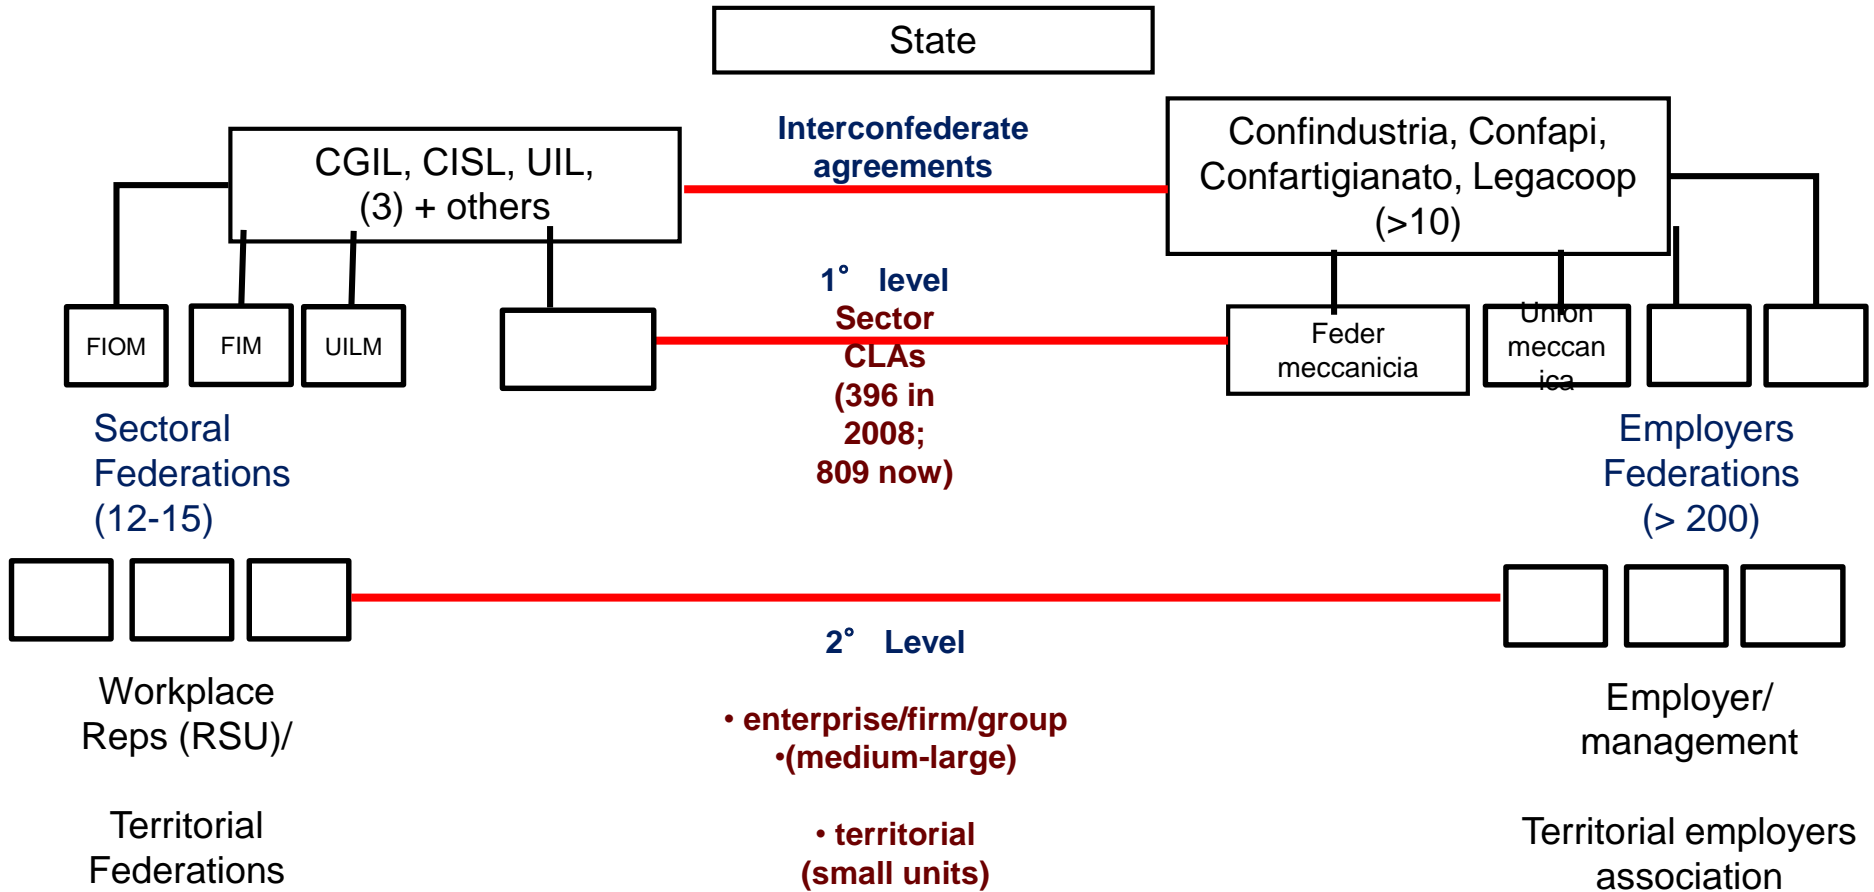 State
Interconfederate
agreements
CGIL, CISL, UIL,
(3) + others
Confindustria, Confapi,
Confartigianato, Legacoop
(>10)
1° level
Sector
CLAs
(396 in
2008;
809 now)
FIOM
FIM
UILM
Feder
meccanicia
Union
meccan
ica
Sectoral
Federations
(12-15)
Employers
Federations
(> 200)
2° Level
Workplace
Reps (RSU)/
Territorial
Federations
• enterprise/firm/group
•(medium-large)
• territorial
(small units)
Employer/
management
Territorial employers
association